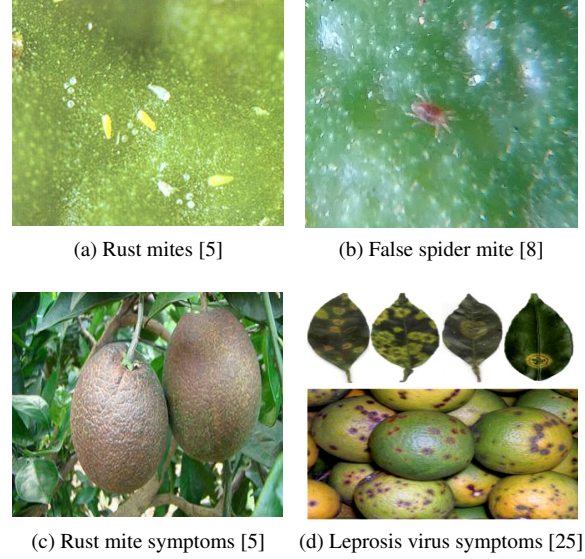 (a) Rust mites [5]
(b) False spider mite [8]
(c) Rust mite symptoms [5]
(d) Leprosis virus symptoms [25]